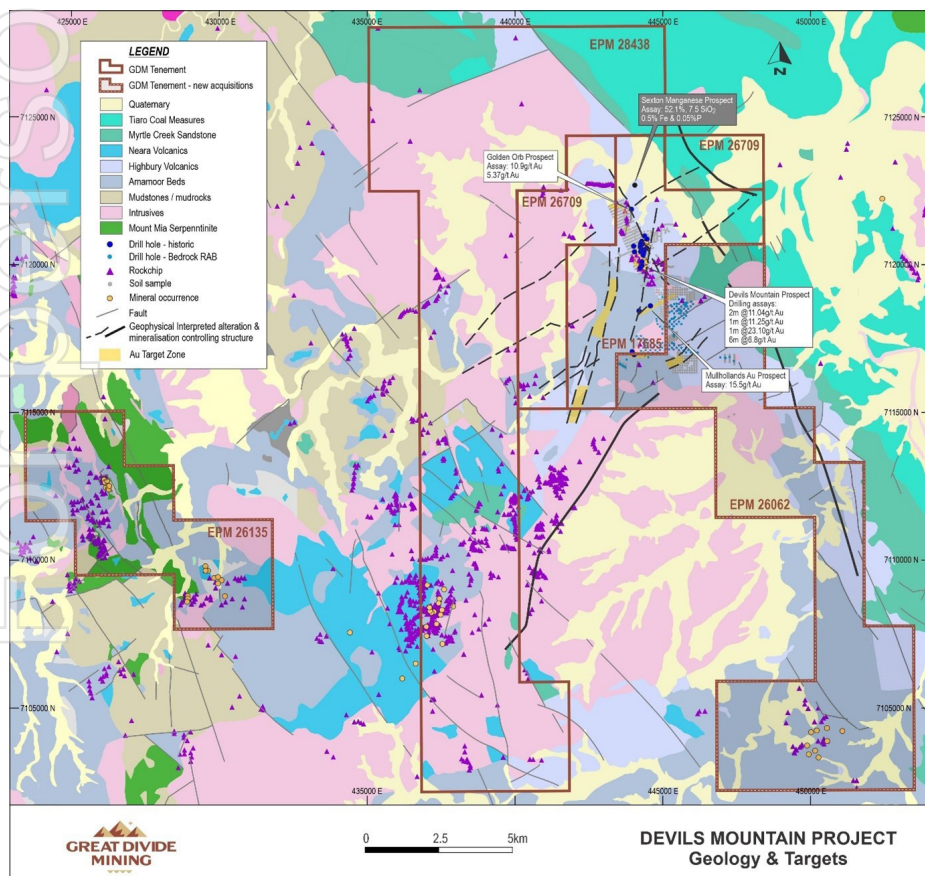 425000 E
430000 E
435000 E
440000 E
445000 E
450000 E
LEGEND
GDM Tenement
GDM Tenement - new acquisitions
Quaternary
Tiaro Coal Measures
Myrtle Creek Sandstone
Neara Volcanics
Highbury Volcanics
Amamoor Beds
Mudstones / mudrocks
Intrusives
Mount Mia Serpenntinite
Drill hole - historic
Drill hole - Bedrock RAB
Rockchip
Soil sample
Mineral occurrence
Fault
Geophysical Interpreted alteration &
mineralisation controlling structure
Au Target Zone
EPM 28438
N
Sexton Manganese Prospect
Assay: 52.1%, 7.5 SiO₂
0.5% Fe & 0.05%P
7125000 N
7125000 N
EPM 26709
Golden Orb Prospect
Assay: 10.9g/t Au
5.37g/t Au
EPM 26709
7120000 N
7120000 N
Devils Mountain Prospect
Drilling assays:
2m @11.04g/t Au
1m @11.25g/t Au
1m @23.10g/t Au
6m @6.8g/t Au
EPM 17685
Mullhollands Au Prospect
Assay: 15.5g/t Au
7115000 N
7115000 N
EPM 26062
EPM 26135
7110000 N
7110000 N
7105000 N
7105000 N
435000 E
440000 E
445000 E
450000 E
GREAT DIVIDE
MINING
0
2.5
5km
DEVILS MOUNTAIN PROJECT
Geology & Targets